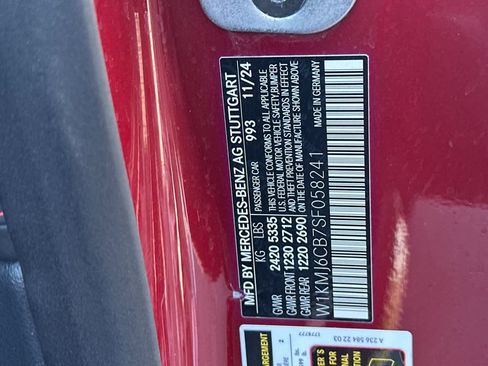 MFD BY MERCEDES-BENZ AG STUTTGART
PASSENGER CAR 993 11/24
KG LBS
GVWR 2420 5335
GAWR FRONT 1230 2712
GAWR REAR 1220 2690
THIS VEHICLE CONFORMS TO ALL APPLICABLE
U.S. FEDERAL MOTOR VEHICLE SAFETY,BUMPER
AND THEFT PREVENTION STANDARDS IN EFFECT
ON THE DATE OF MANUFACTURE SHOWN ABOVE
W1KMJ6CB7SF058241 MADE IN GERMANY
A 236 584 22 03
1778777